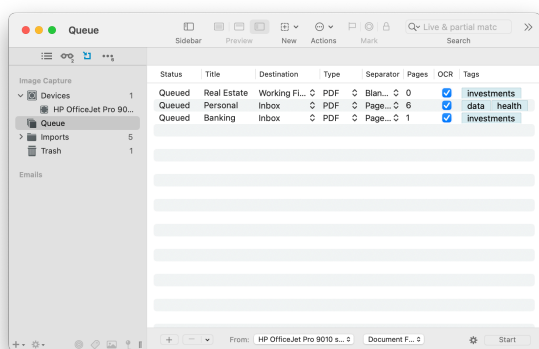 Queue
Live & partial matc
Sidebar Preview New Actions Mark Search
Image Capture
Devices 1
HP OfficeJet Pro 90...
Queue
Imports 5
Trash 1
Emails
Status Title Destination Type Separator Pages OCR Tags
Queued Real Estate Working Fi... PDF Blan... 0 investments
Queued Personal Inbox PDF Page... 6 data health
Queued Banking Inbox PDF Page... 1 investments
From: HP OfficeJet Pro 9010 s... Document F... Start